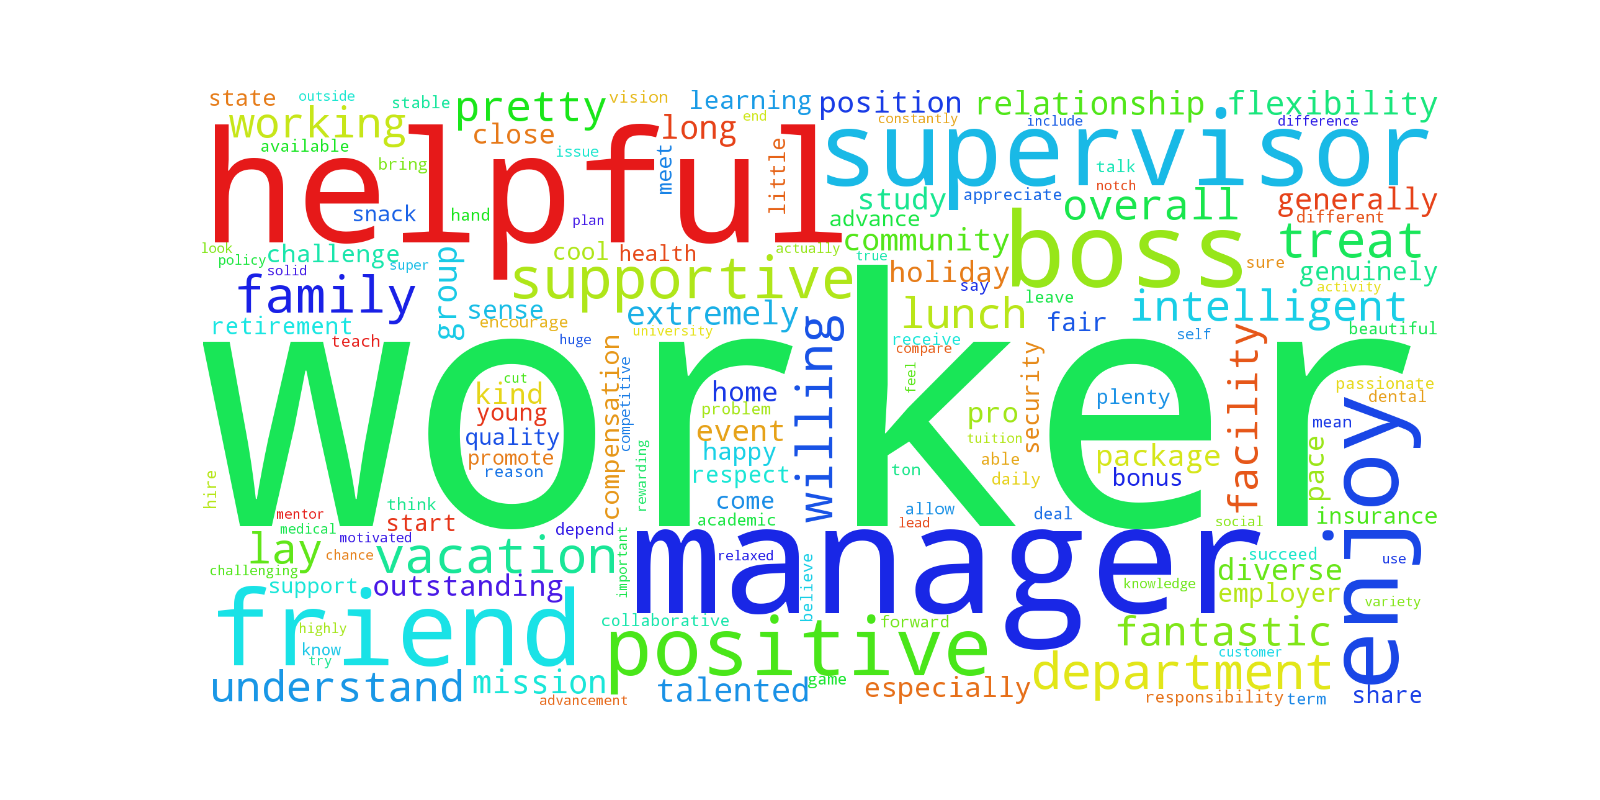 state
outside
stable
pretty
vision
learning
position
relationship
flexibility
working
close
long
end
constantly
include
difference
available
helpful
supervisor
issue
bring
meet
little
talk
notch
snack
hand
plan
study
appreciate
overall
generally
different
advance
look
policy
challenge
super
solid
group
cool
health
actually
community
true
boss
treat
sure
family
supportive
holiday
say
leave
genuinely
activity
sense
extremely
lunch
fair
intelligent
retirement
encourage
university
willing
beautiful
teach
huge
receive
compare
self
worker
cut
kind
young
quality
promote
reason
compensation
competitive
rewarding
home
problem
event
happy
respect
come
academic
feel
ton
pro
tuition
able
daily
security
plenty
package
bonus
facility
passionate
dental
mean
pace
enjoy
insurance
hire
mentor
medical
motivated
think
start
depend
allow
lead
deal
social
lay
chance
vacation
important
manager
relaxed
believe
succeed
use
challenging
support
outstanding
knowledge
diverse
employer
variety
friend
highly
know
try
collaborative
positive
forward
fantastic
customer
understand
mission
advancement
talented
game
especially
department
responsibility
term
share